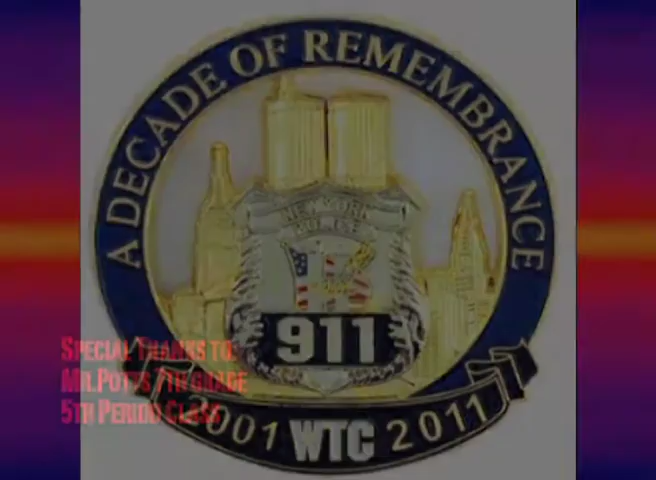 A DECADE OF REMEMBRANCE
NEW YORK
POLICE
911
Special Thanks to:
Mr.Potts 7th grade
5th Period Class
2001 WTC 2011